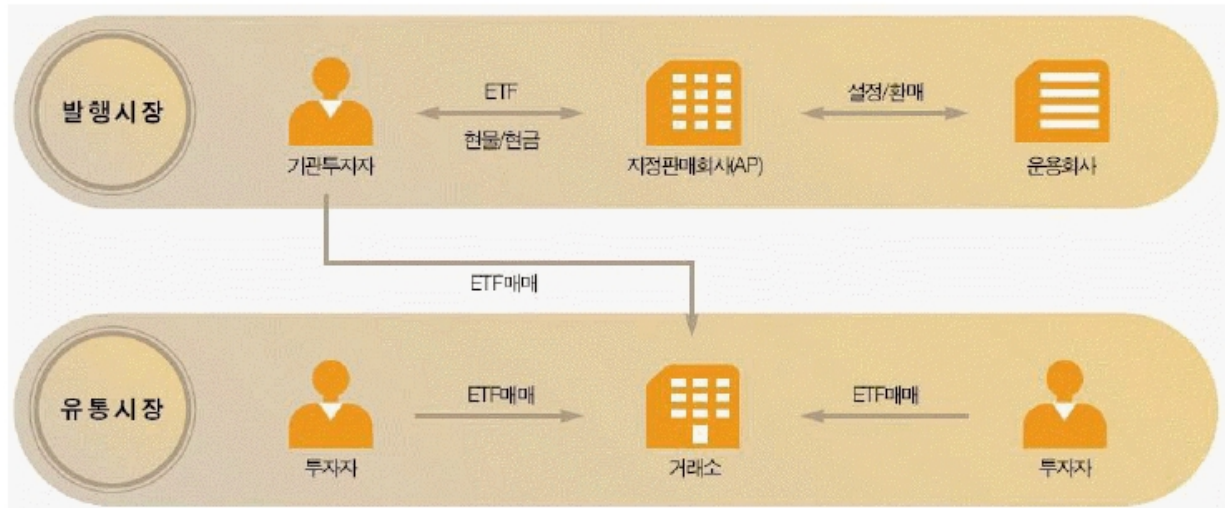 발행시장
ETF
현물/현금
설정/환매
기관투자자
지정판매회사(AP)
운용회사
ETF매매
유통시장
ETF매매
ETF매매
투자자
거래소
투자자